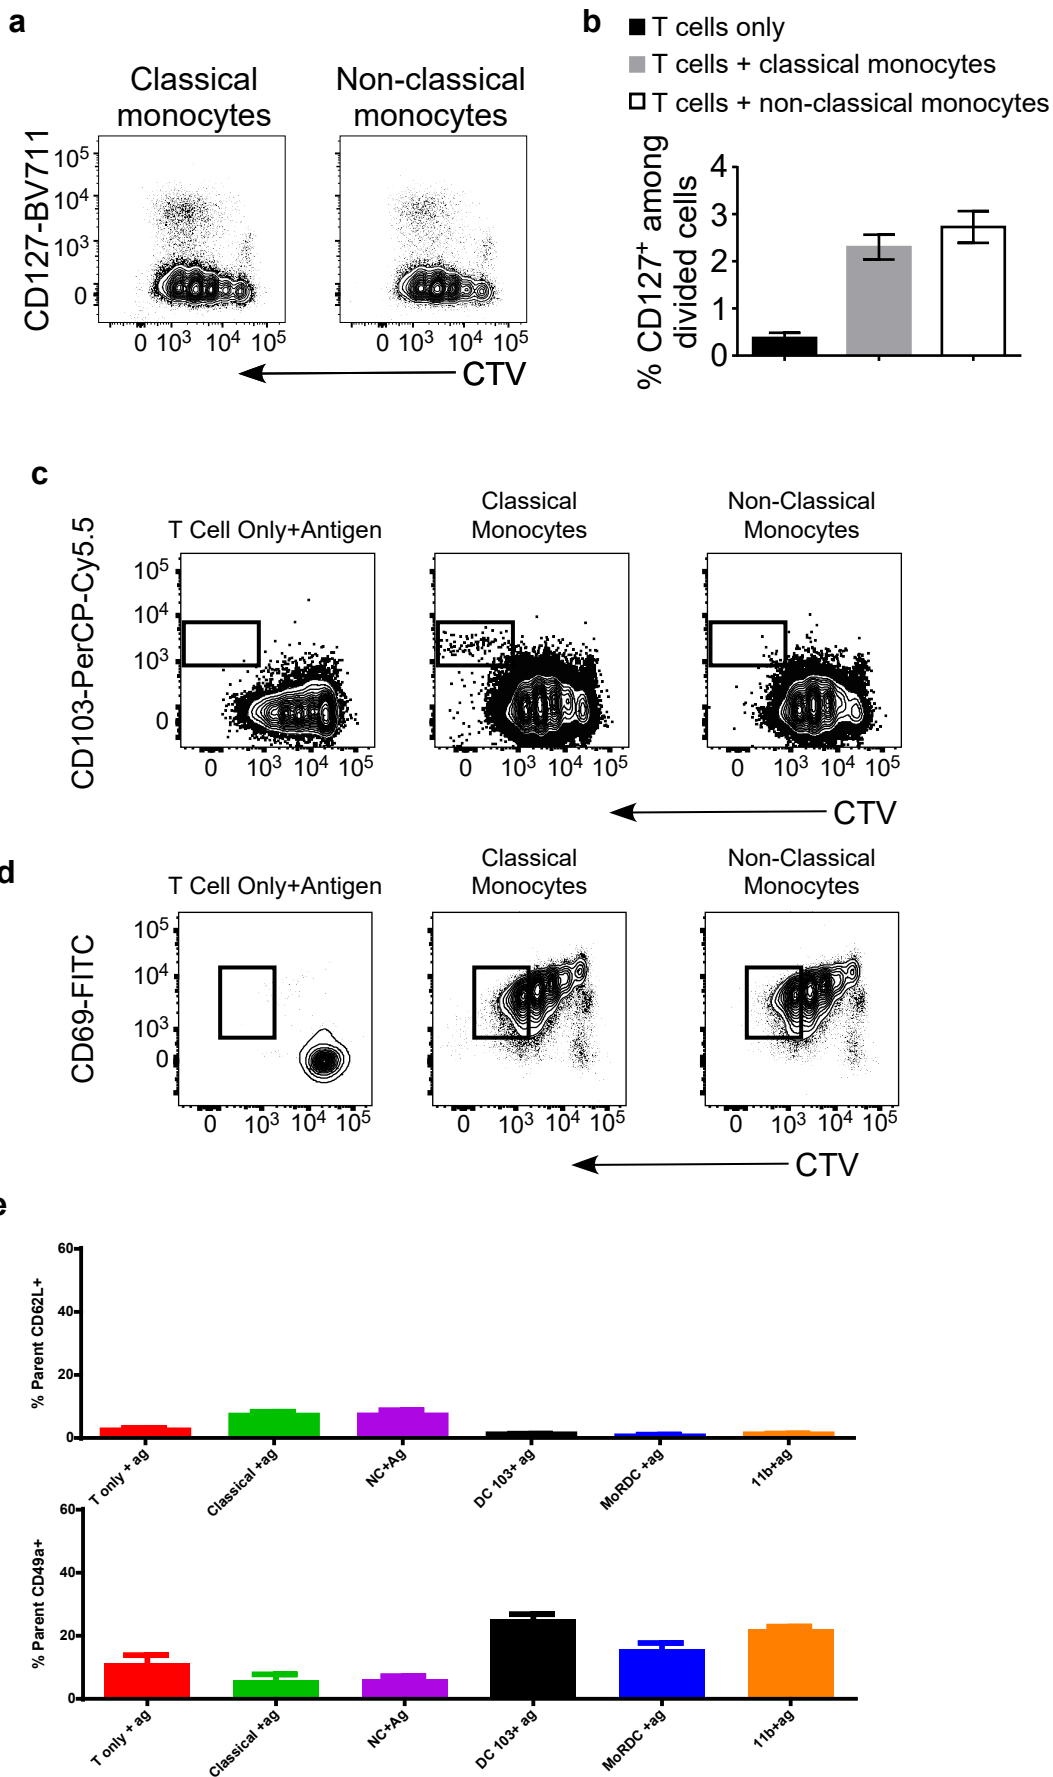 a
Classical
monocytes
Non-classical
monocytes
CD127-BV711
10⁵
10⁴
10³
0
0 10³ 10⁴ 10⁵
0 10³ 10⁴ 10⁵
CTV
b
T cells only
T cells + classical monocytes
T cells + non-classical monocytes
% CD127⁺ among
divided cells
4
3
2
1
0
c
CD103-PerCP-Cy5.5
T Cell Only+Antigen
Classical
Monocytes
Non-Classical
Monocytes
10⁵
10⁴
10³
0
0 10³ 10⁴ 10⁵
0 10³ 10⁴ 10⁵
0 10³ 10⁴ 10⁵
CTV
d
CD69-FITC
T Cell Only+Antigen
Classical
Monocytes
Non-Classical
Monocytes
10⁵
10⁴
10³
0
0 10³ 10⁴ 10⁵
0 10³ 10⁴ 10⁵
0 10³ 10⁴ 10⁵
CTV
e
% Parent CD62L+
60
40
20
0
T only + ag
Classical +ag
NC+Ag
DC 103+ ag
MoRDC +ag
11b+ag
% Parent CD49a+
60
40
20
0
T only + ag
Classical +ag
NC+Ag
DC 103+ ag
MoRDC +ag
11b+ag